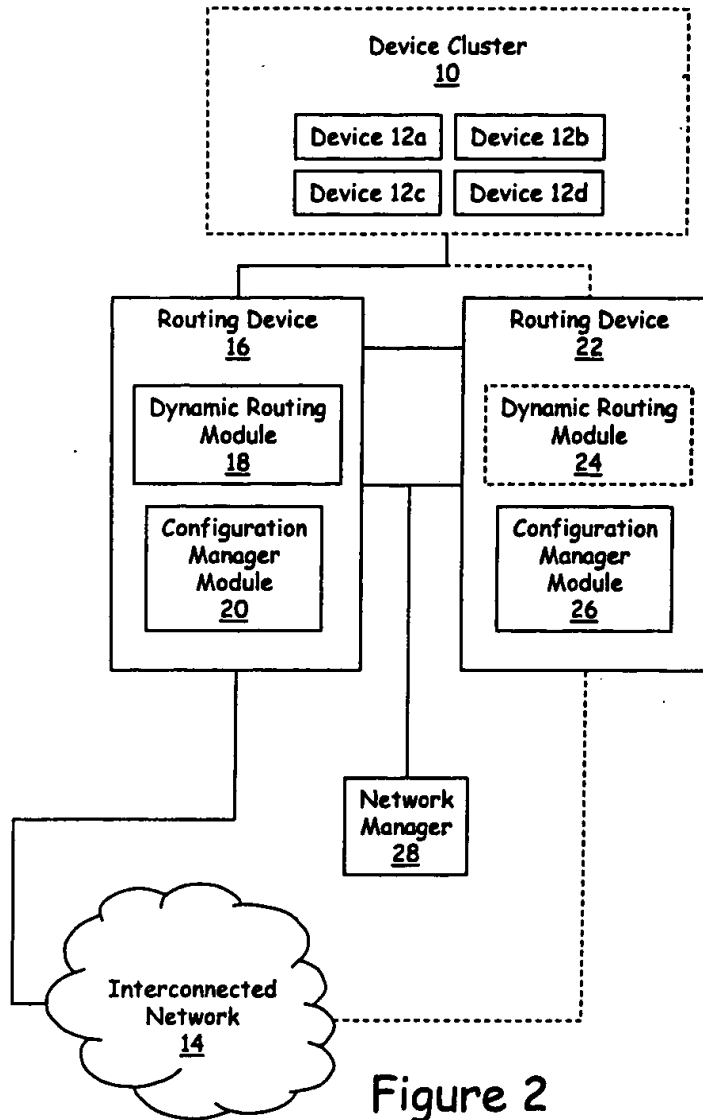 Device Cluster
10
Device 12a
Device 12b
Device 12c
Device 12d
Routing Device
16
Dynamic Routing
Module
18
Configuration
Manager
Module
20
Routing Device
22
Dynamic Routing
Module
24
Configuration
Manager
Module
26
Network
Manager
28
Interconnected
Network
14
Figure 2